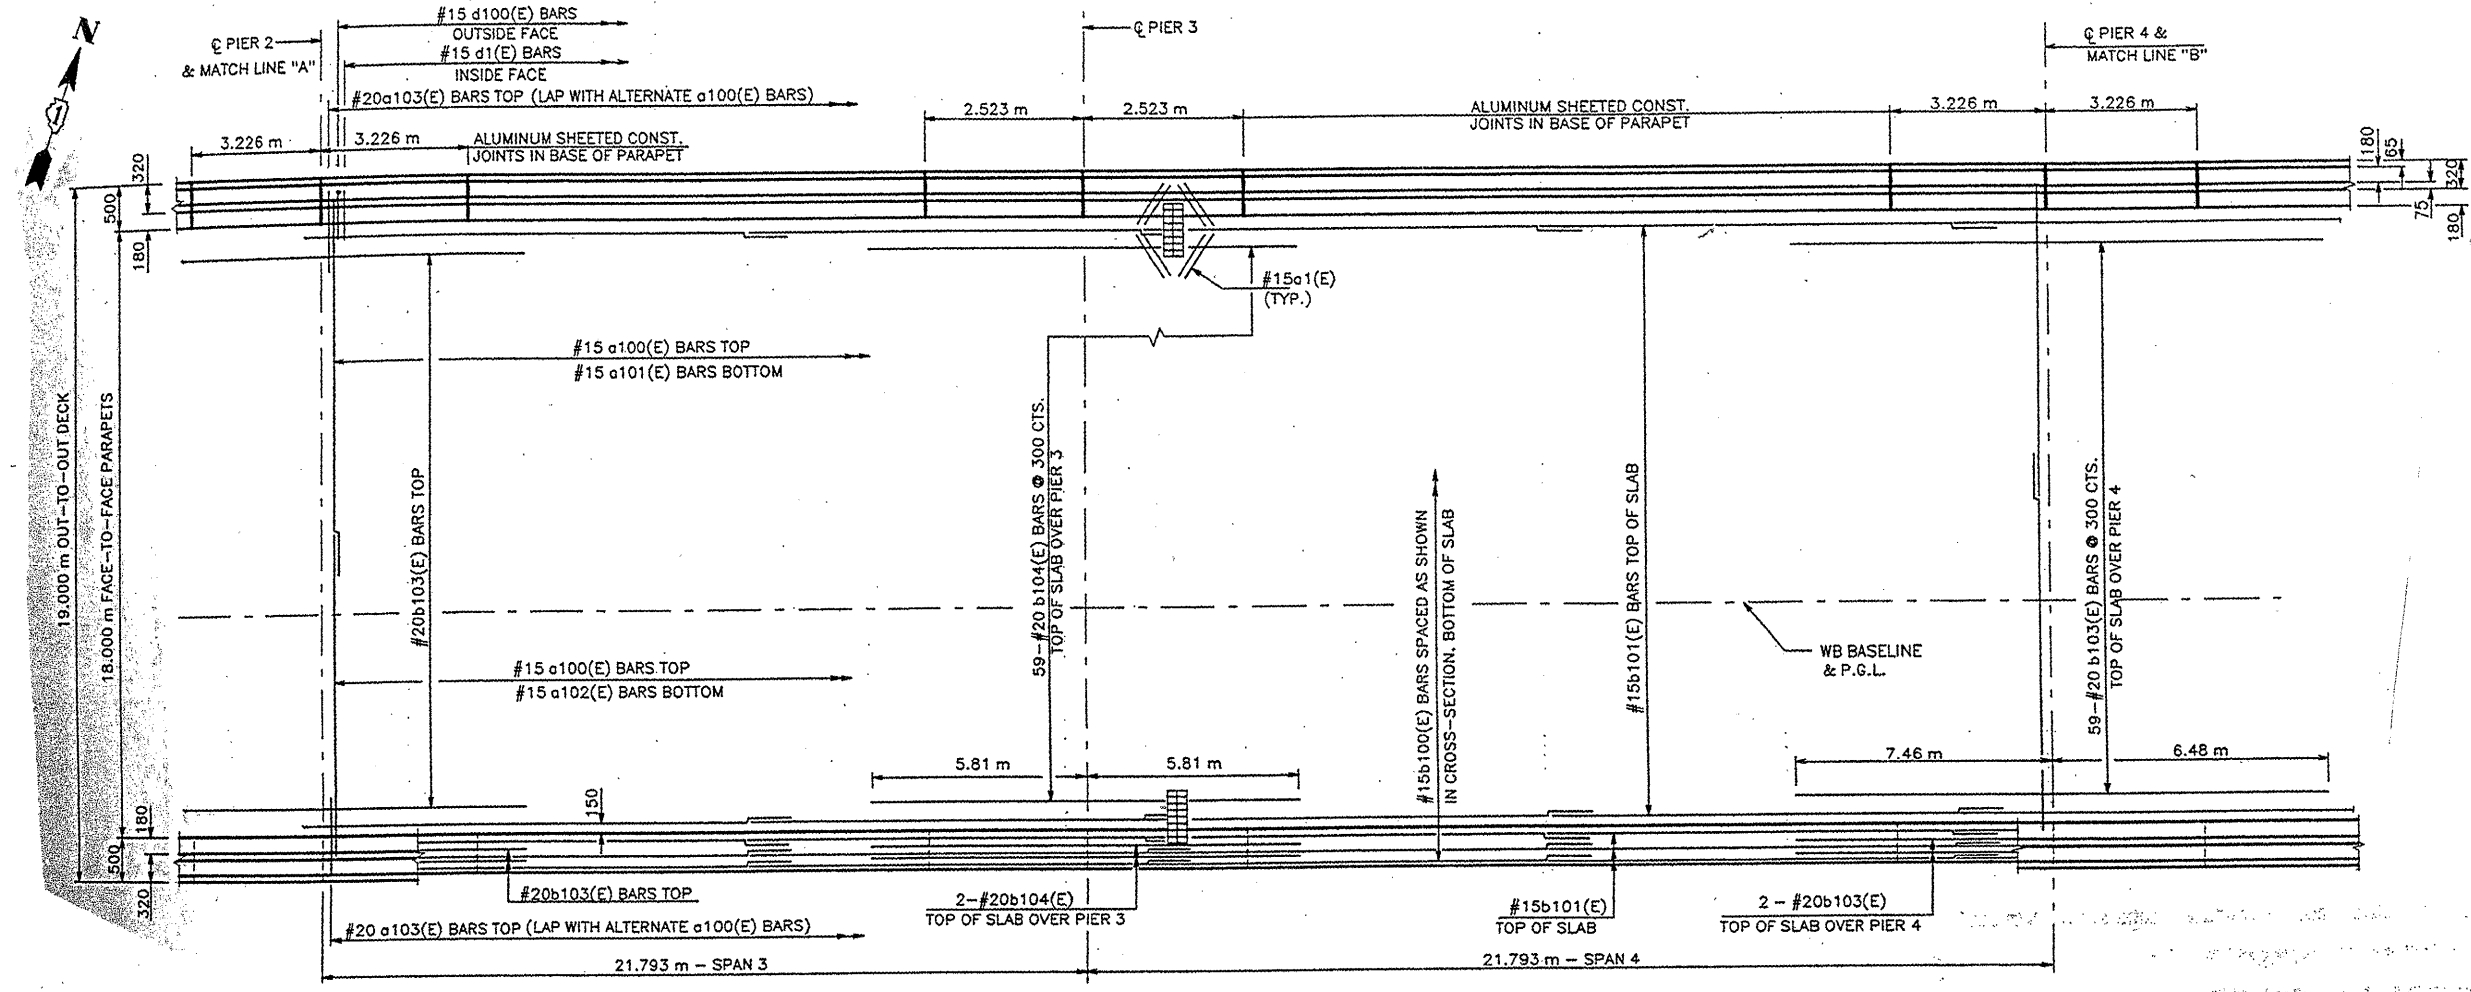 #15 d100(E) BARS
OUTSIDE FACE
#15 d1(E) BARS
INSIDE FACE
℄ PIER 2
& MATCH LINE "A"
#20a103(E) BARS TOP (LAP WITH ALTERNATE a100(E) BARS)
℄ PIER 3
℄ PIER 4 &
MATCH LINE "B"
N
1
3.226 m
3.226 m
ALUMINUM SHEETED CONST.
JOINTS IN BASE OF PARAPET
2.523 m
2.523 m
ALUMINUM SHEETED CONST.
JOINTS IN BASE OF PARAPET
3.226 m
3.226 m
320
500
180
180
65
320
75
180
#15a1(E)
(TYP.)
#15 a100(E) BARS TOP
#15 a101(E) BARS BOTTOM
19.000 m OUT-TO-OUT DECK
18.000 m FACE-TO-FACE PARAPETS
#20b103(E) BARS TOP
59-#20 b104(E) BARS @ 300 CTS.
TOP OF SLAB OVER PIER 3
#15b100(E) BARS SPACED AS SHOWN
IN CROSS-SECTION, BOTTOM OF SLAB
#15b101(E) BARS TOP OF SLAB
59-#20 b103(E) BARS @ 300 CTS.
TOP OF SLAB OVER PIER 4
WB BASELINE
& P.G.L.
#15 a100(E) BARS TOP
#15 a102(E) BARS BOTTOM
5.81 m
5.81 m
7.46 m
6.48 m
150
180
500
320
#20b103(E) BARS TOP
2-#20b104(E)
TOP OF SLAB OVER PIER 3
#15b101(E)
TOP OF SLAB
2 - #20b103(E)
TOP OF SLAB OVER PIER 4
#20 a103(E) BARS TOP (LAP WITH ALTERNATE a100(E) BARS)
21.793 m - SPAN 3
21.793 m - SPAN 4